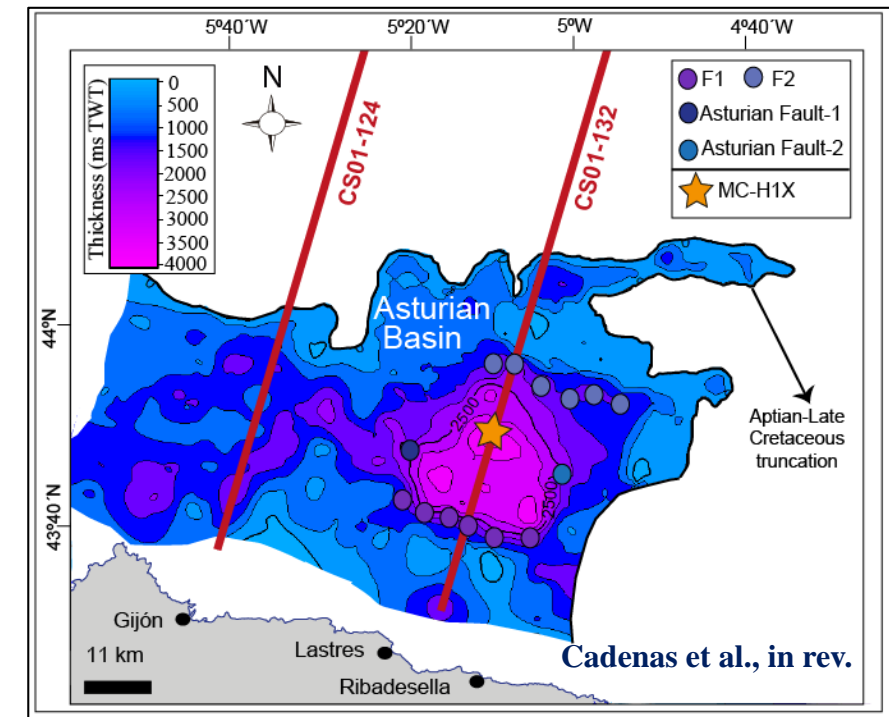 5º40' 5º20' 5º 4º40'
Thickness (ms TWT)
0
500
1000
1500
2000
2500
3000
3500
4000
N
CS01-124
CS01-132
F1 F2
Asturian Fault-1
Asturian Fault-2
MC-H1X
44ºN
Asturian
Basin
2500
2500
Aptian-Late
Cretaceous
truncation
43º40´N
Gijón
Lastres
Ribadesella
11 km
Cadenas et al., in rev.